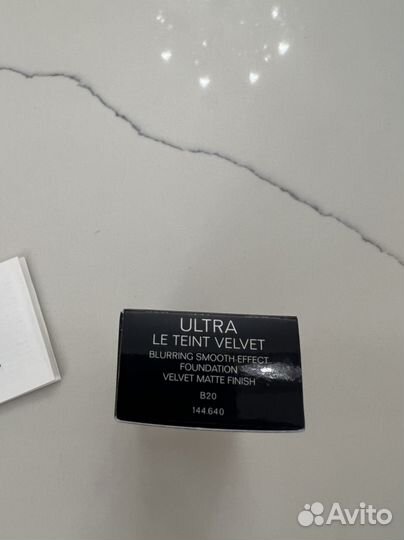 ULTRA
LE TEINT VELVET
BLURRING SMOOTH-EFFECT
FOUNDATION
VELVET MATTE FINISH
B20
144.640
Avito